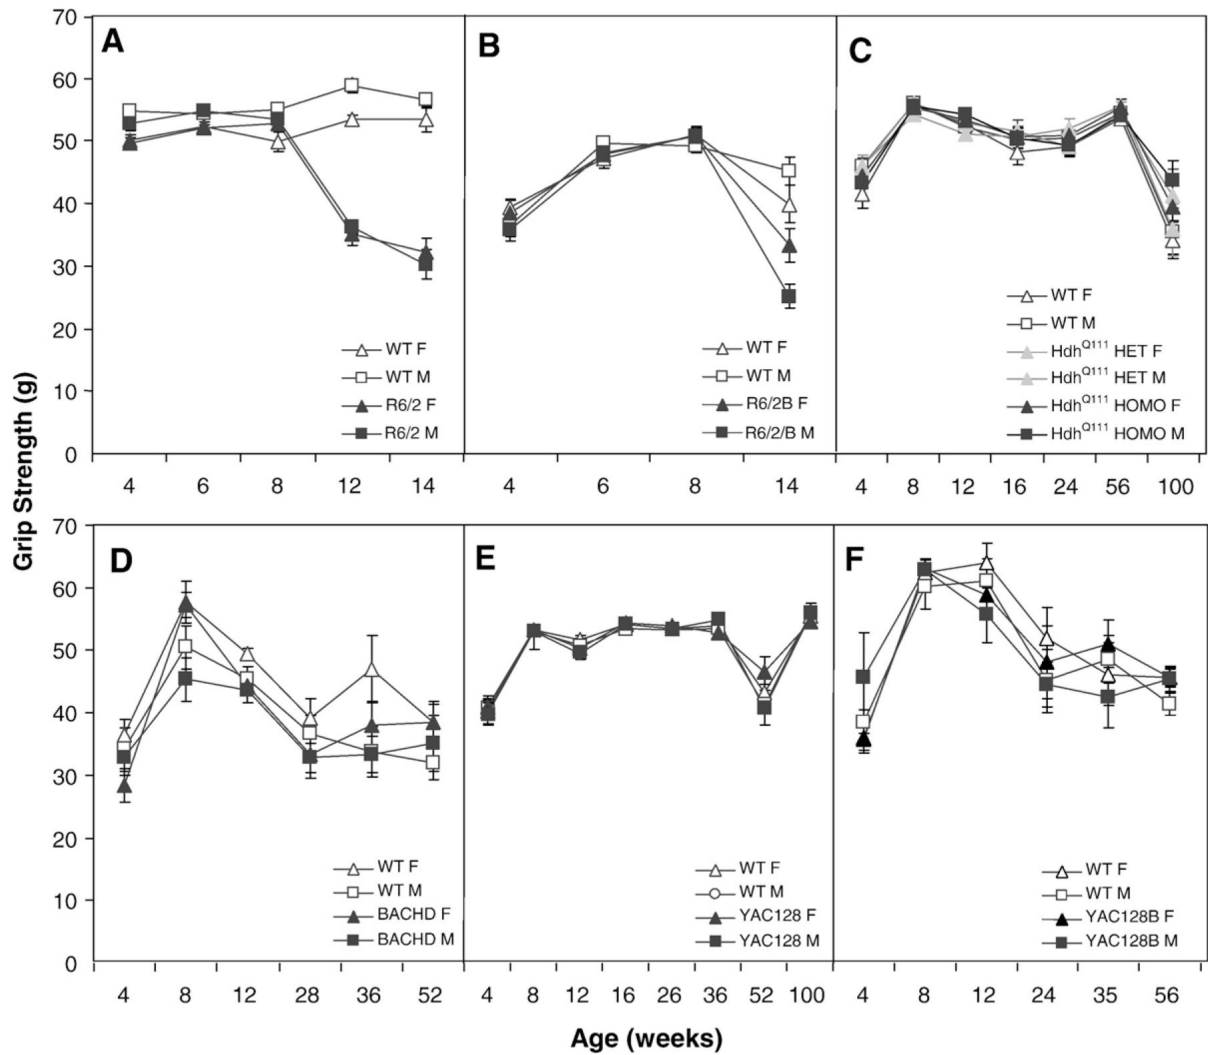 Grip Strength (g)
70
60
50
40
30
20
10
0
A
WT F
WT M
R6/2 F
R6/2 M
4 6 8 12 14
B
WT F
WT M
R6/2B F
R6/2/B M
4 6 8 14
C
WT F
WT M
Hdh^Q111 HET F
Hdh^Q111 HET M
Hdh^Q111 HOMO F
Hdh^Q111 HOMO M
4 8 12 16 24 56 100
70
60
50
40
30
20
10
0
D
WT F
WT M
BACHD F
BACHD M
4 8 12 28 36 52
E
WT F
WT M
YAC128 F
YAC128 M
4 8 12 16 26 36 52 100
F
WT F
WT M
YAC128B F
YAC128B M
4 8 12 24 35 56
Age (weeks)